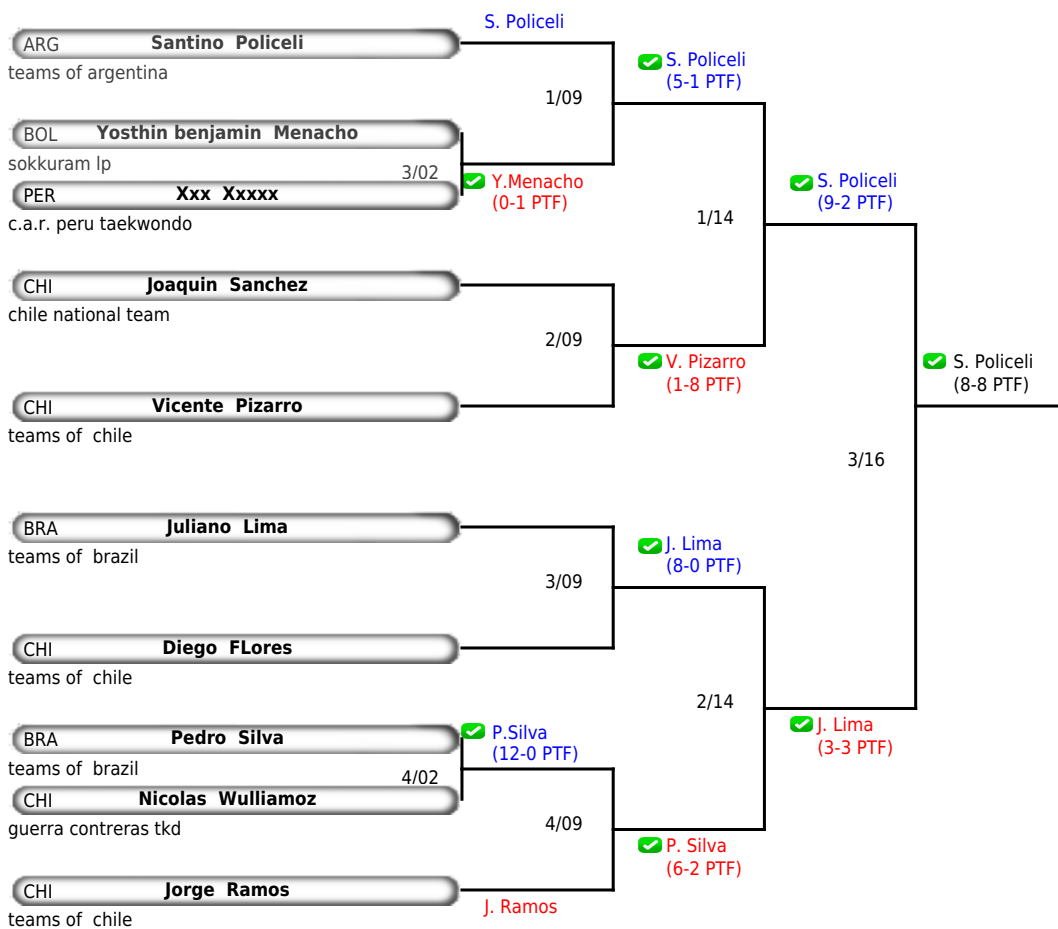 S. Policeli
ARG Santino Policeli
teams of argentina
S. Policeli
(5-1 PTF)
1/09
BOL Yosthin benjamin Menacho
sokkuram lp
3/02
PER Xxx Xxxxx
c.a.r. peru taekwondo
Y.Menacho
(0-1 PTF)
S. Policeli
(9-2 PTF)
1/14
CHI Joaquin Sanchez
chile national team
2/09
V. Pizarro
(1-8 PTF)
S. Policeli
(8-8 PTF)
CHI Vicente Pizarro
teams of chile
3/16
BRA Juliano Lima
teams of brazil
J. Lima
(8-0 PTF)
3/09
CHI Diego FLores
teams of chile
2/14
BRA Pedro Silva
teams of brazil
P.Silva
(12-0 PTF)
J. Lima
(3-3 PTF)
4/02
CHI Nicolas Wulliamoz
guerra contreras tkd
4/09
P. Silva
(6-2 PTF)
CHI Jorge Ramos
teams of chile
J. Ramos